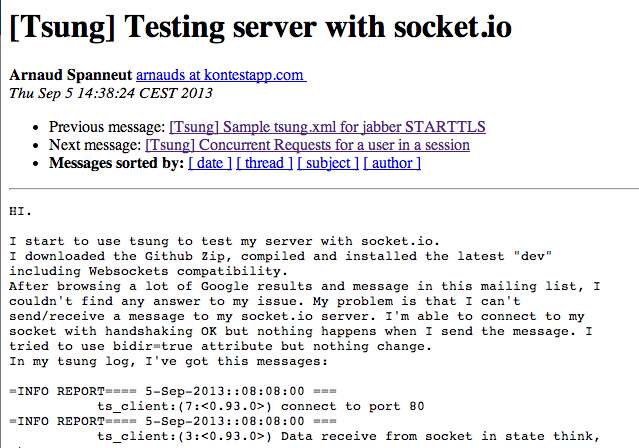 [Tsung] Testing server with socket.io
Arnaud Spanneut arnauds at kontestapp.com
Thu Sep 5 14:38:24 CEST 2013
• Previous message: [Tsung] Sample tsung.xml for jabber STARTTLS
• Next message: [Tsung] Concurrent Requests for a user in a session
• Messages sorted by: [ date ] [ thread ] [ subject ] [ author ]
HI.
I start to use tsung to test my server with socket.io.
I downloaded the Github Zip, compiled and installed the latest "dev"
including Websockets compatibility.
After browsing a lot of Google results and message in this mailing list, I
couldn't find any answer to my issue. My problem is that I can't
send/receive a message to my socket.io server. I'm able to connect to my
socket with handshaking OK but nothing happens when I send the message. I
tried to use bidir=true attribute but nothing change.
In my tsung log, I've got this messages:
=INFO REPORT==== 5-Sep-2013::08:08:00 ===
ts_client:(7:<0.93.0>) connect to port 80
=INFO REPORT==== 5-Sep-2013::08:08:00 ===
ts_client:(3:<0.93.0>) Data receive from socket in state think,